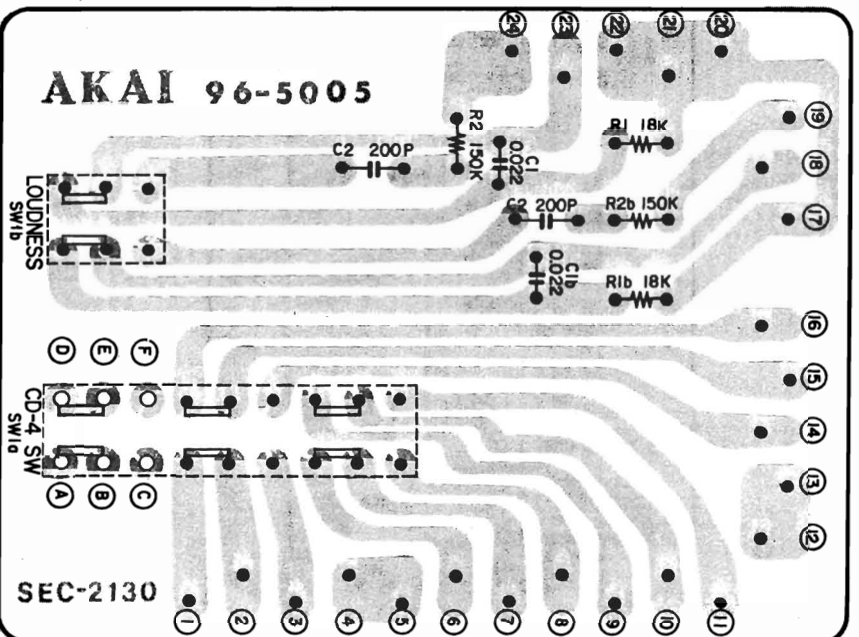 24 23 22 21 20
AKAI 96-5005
R2 150K
R1 18K
C2 200P
C1 0.022
19
18
17
LOUDNESS
SW1b
C2 200P
R2b 150K
C1b 0.022
R1b 18K
16
D E F
15
CD-4 SW
SW1a
14
A B C
13
12
SEC-2130
1 2 3 4 5 6 7 8 9 10 11